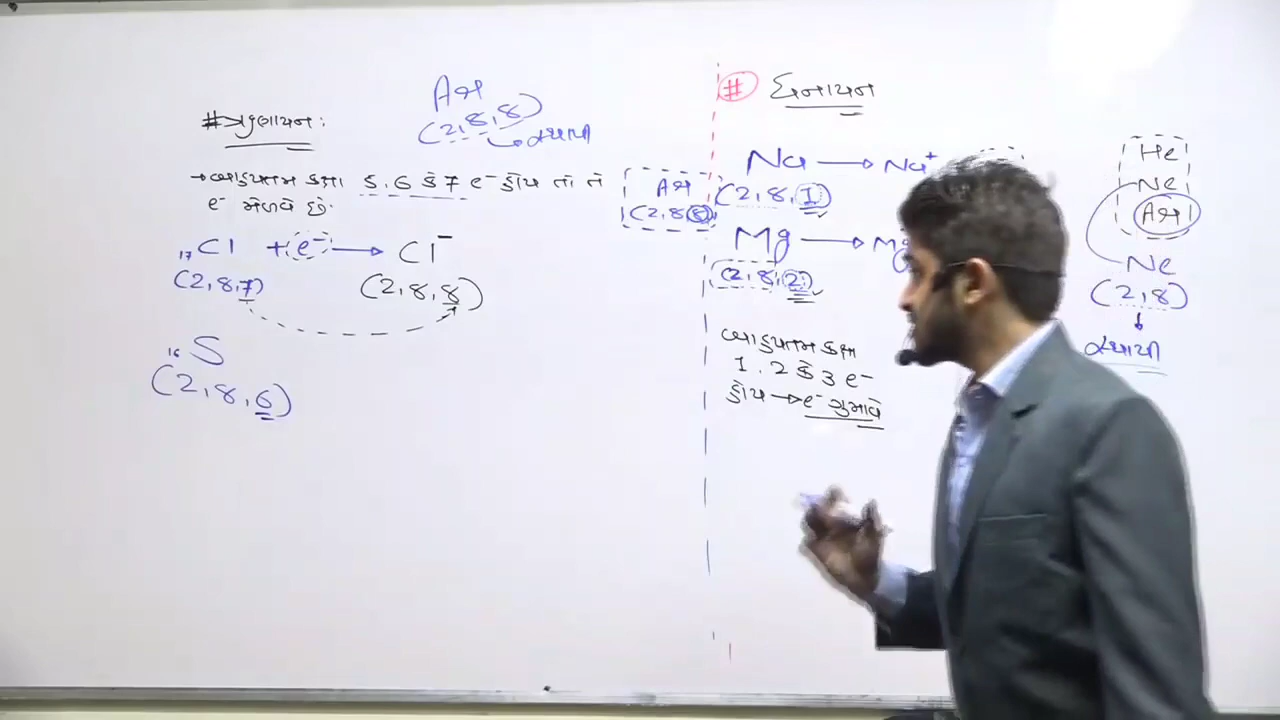 Ar
(2,8,8)
સ્થાયી
# ઋણાયન:
→ બાહ્યતમ કક્ષા 5, 6 કે 7 e⁻ હોય તો તે
e⁻ મેળવે છે.
₁₇Cl + e⁻ → Cl⁻
(2,8,7) (2,8,8)
₁₆S
(2,8,6)
Ar
(2,8,8)
# ધનાયન
Na → Na⁺
(2,8,1)
Mg → Mg
(2,8,2)
બાહ્યતમ કક્ષા
1, 2 કે 3 e⁻
હોય → e⁻ ગુમાવે
He
Ne
Ar
Ne
(2,8)
સ્થાયી